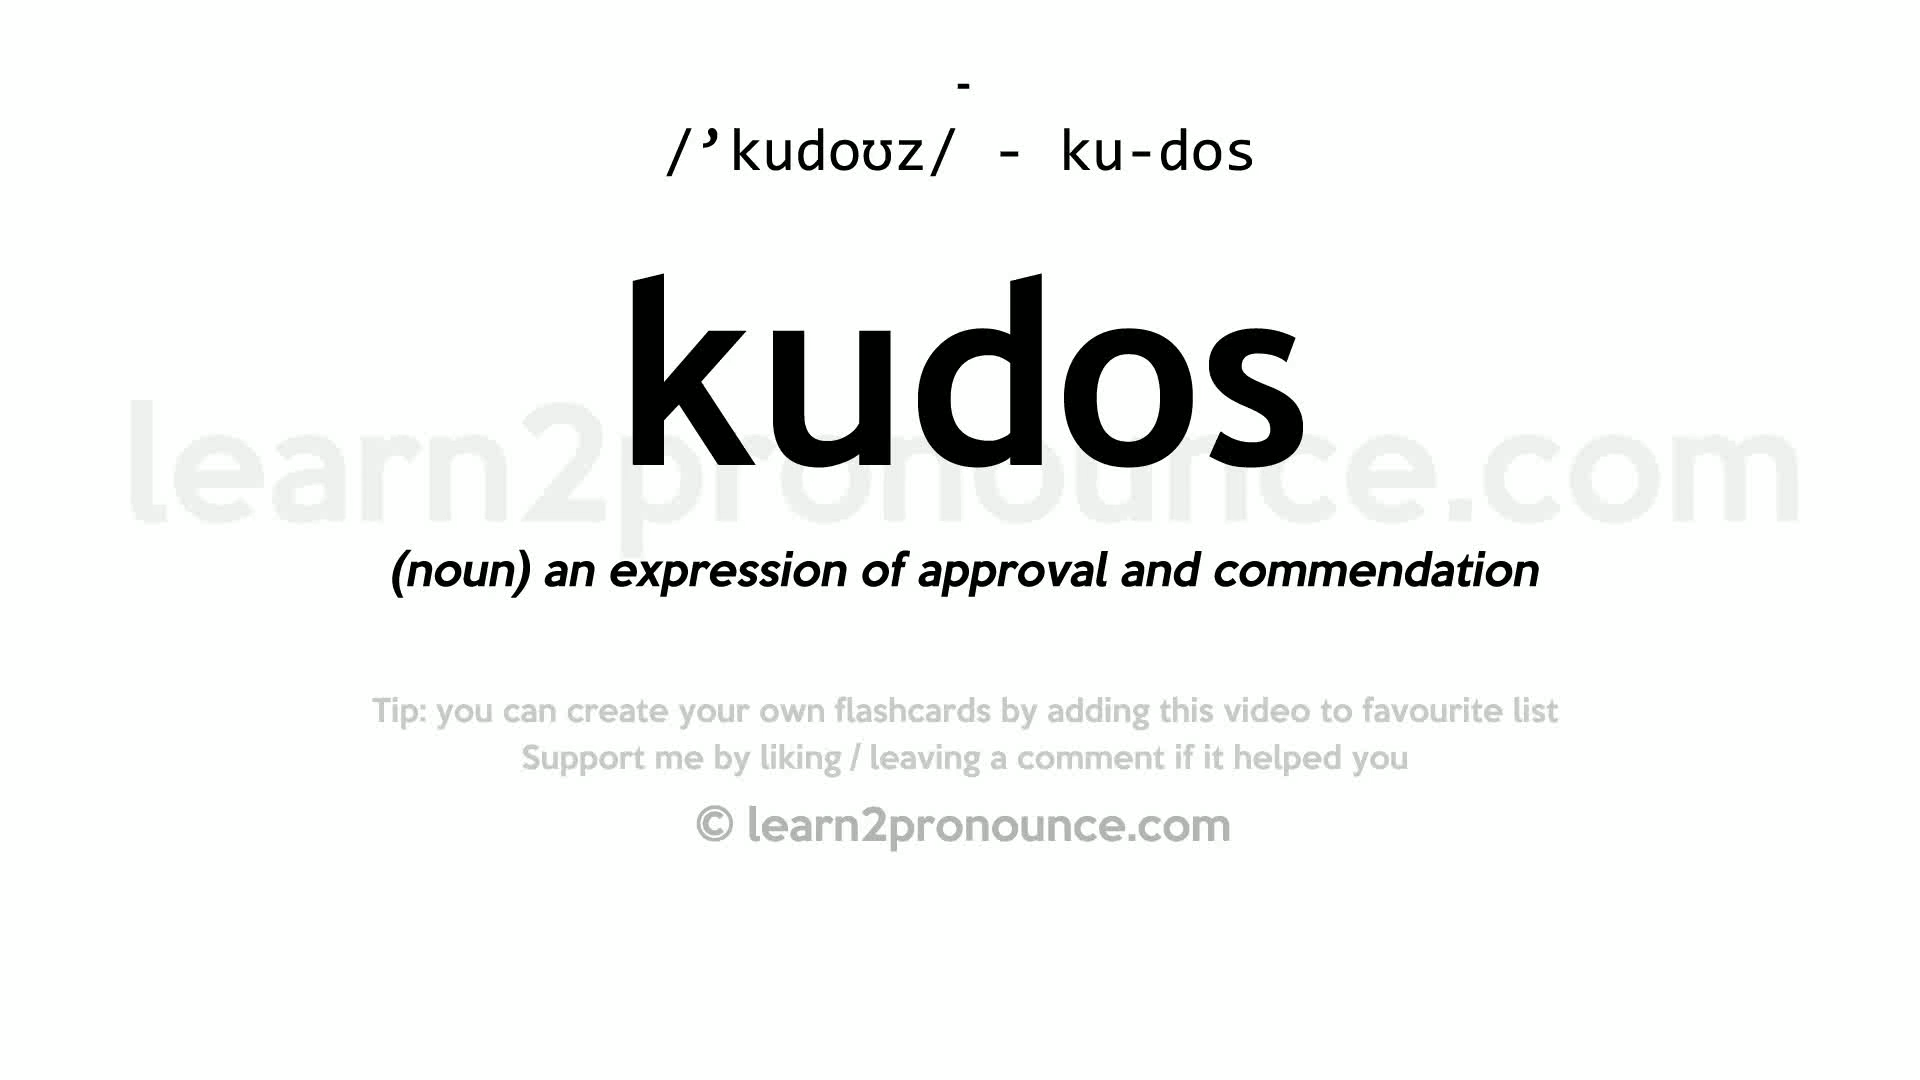 -
/’kudoʊz/ - ku-dos
kudos
learn2pronounce.com
(noun) an expression of approval and commendation
Tip: you can create your own flashcards by adding this video to favourite list
Support me by liking / leaving a comment if it helped you
© learn2pronounce.com